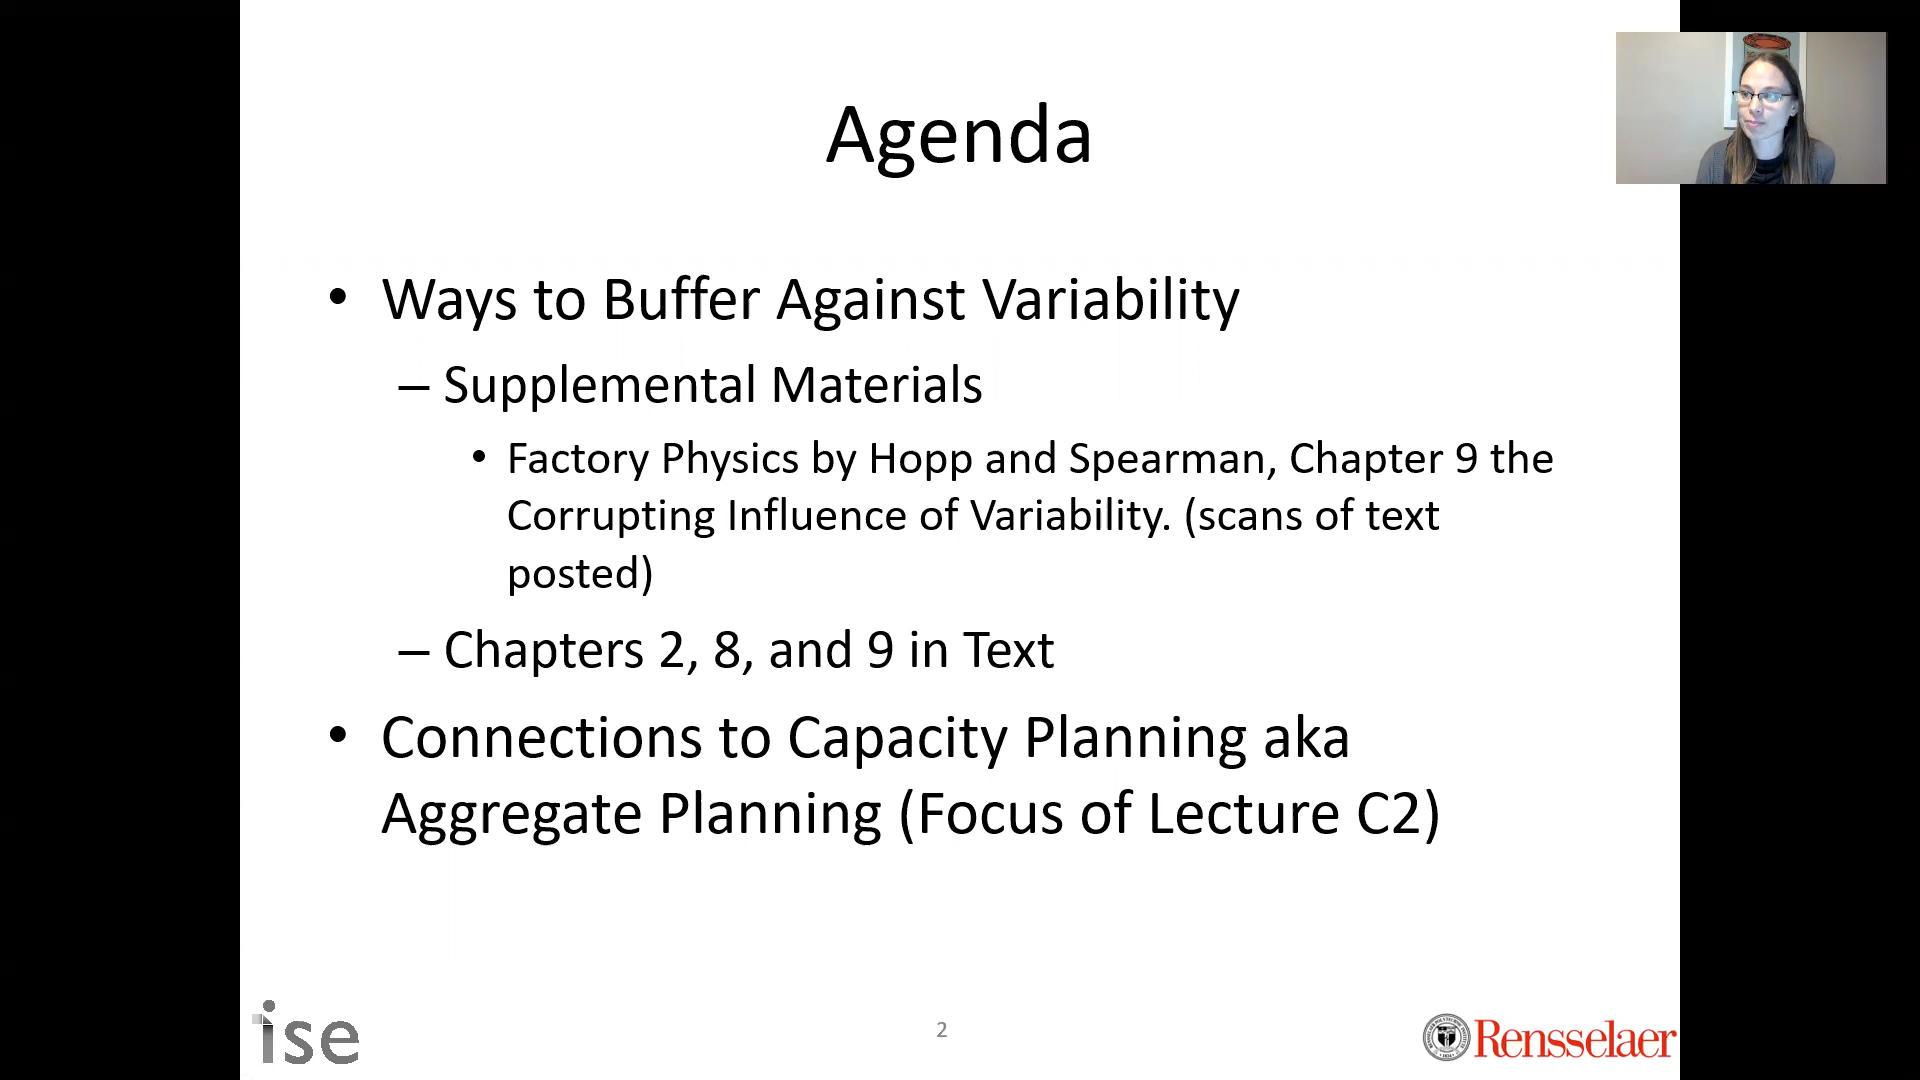 Agenda
• Ways to Buffer Against Variability
– Supplemental Materials
• Factory Physics by Hopp and Spearman, Chapter 9 the
Corrupting Influence of Variability. (scans of text
posted)
– Chapters 2, 8, and 9 in Text
• Connections to Capacity Planning aka
Aggregate Planning (Focus of Lecture C2)
ise
2
Rensselaer